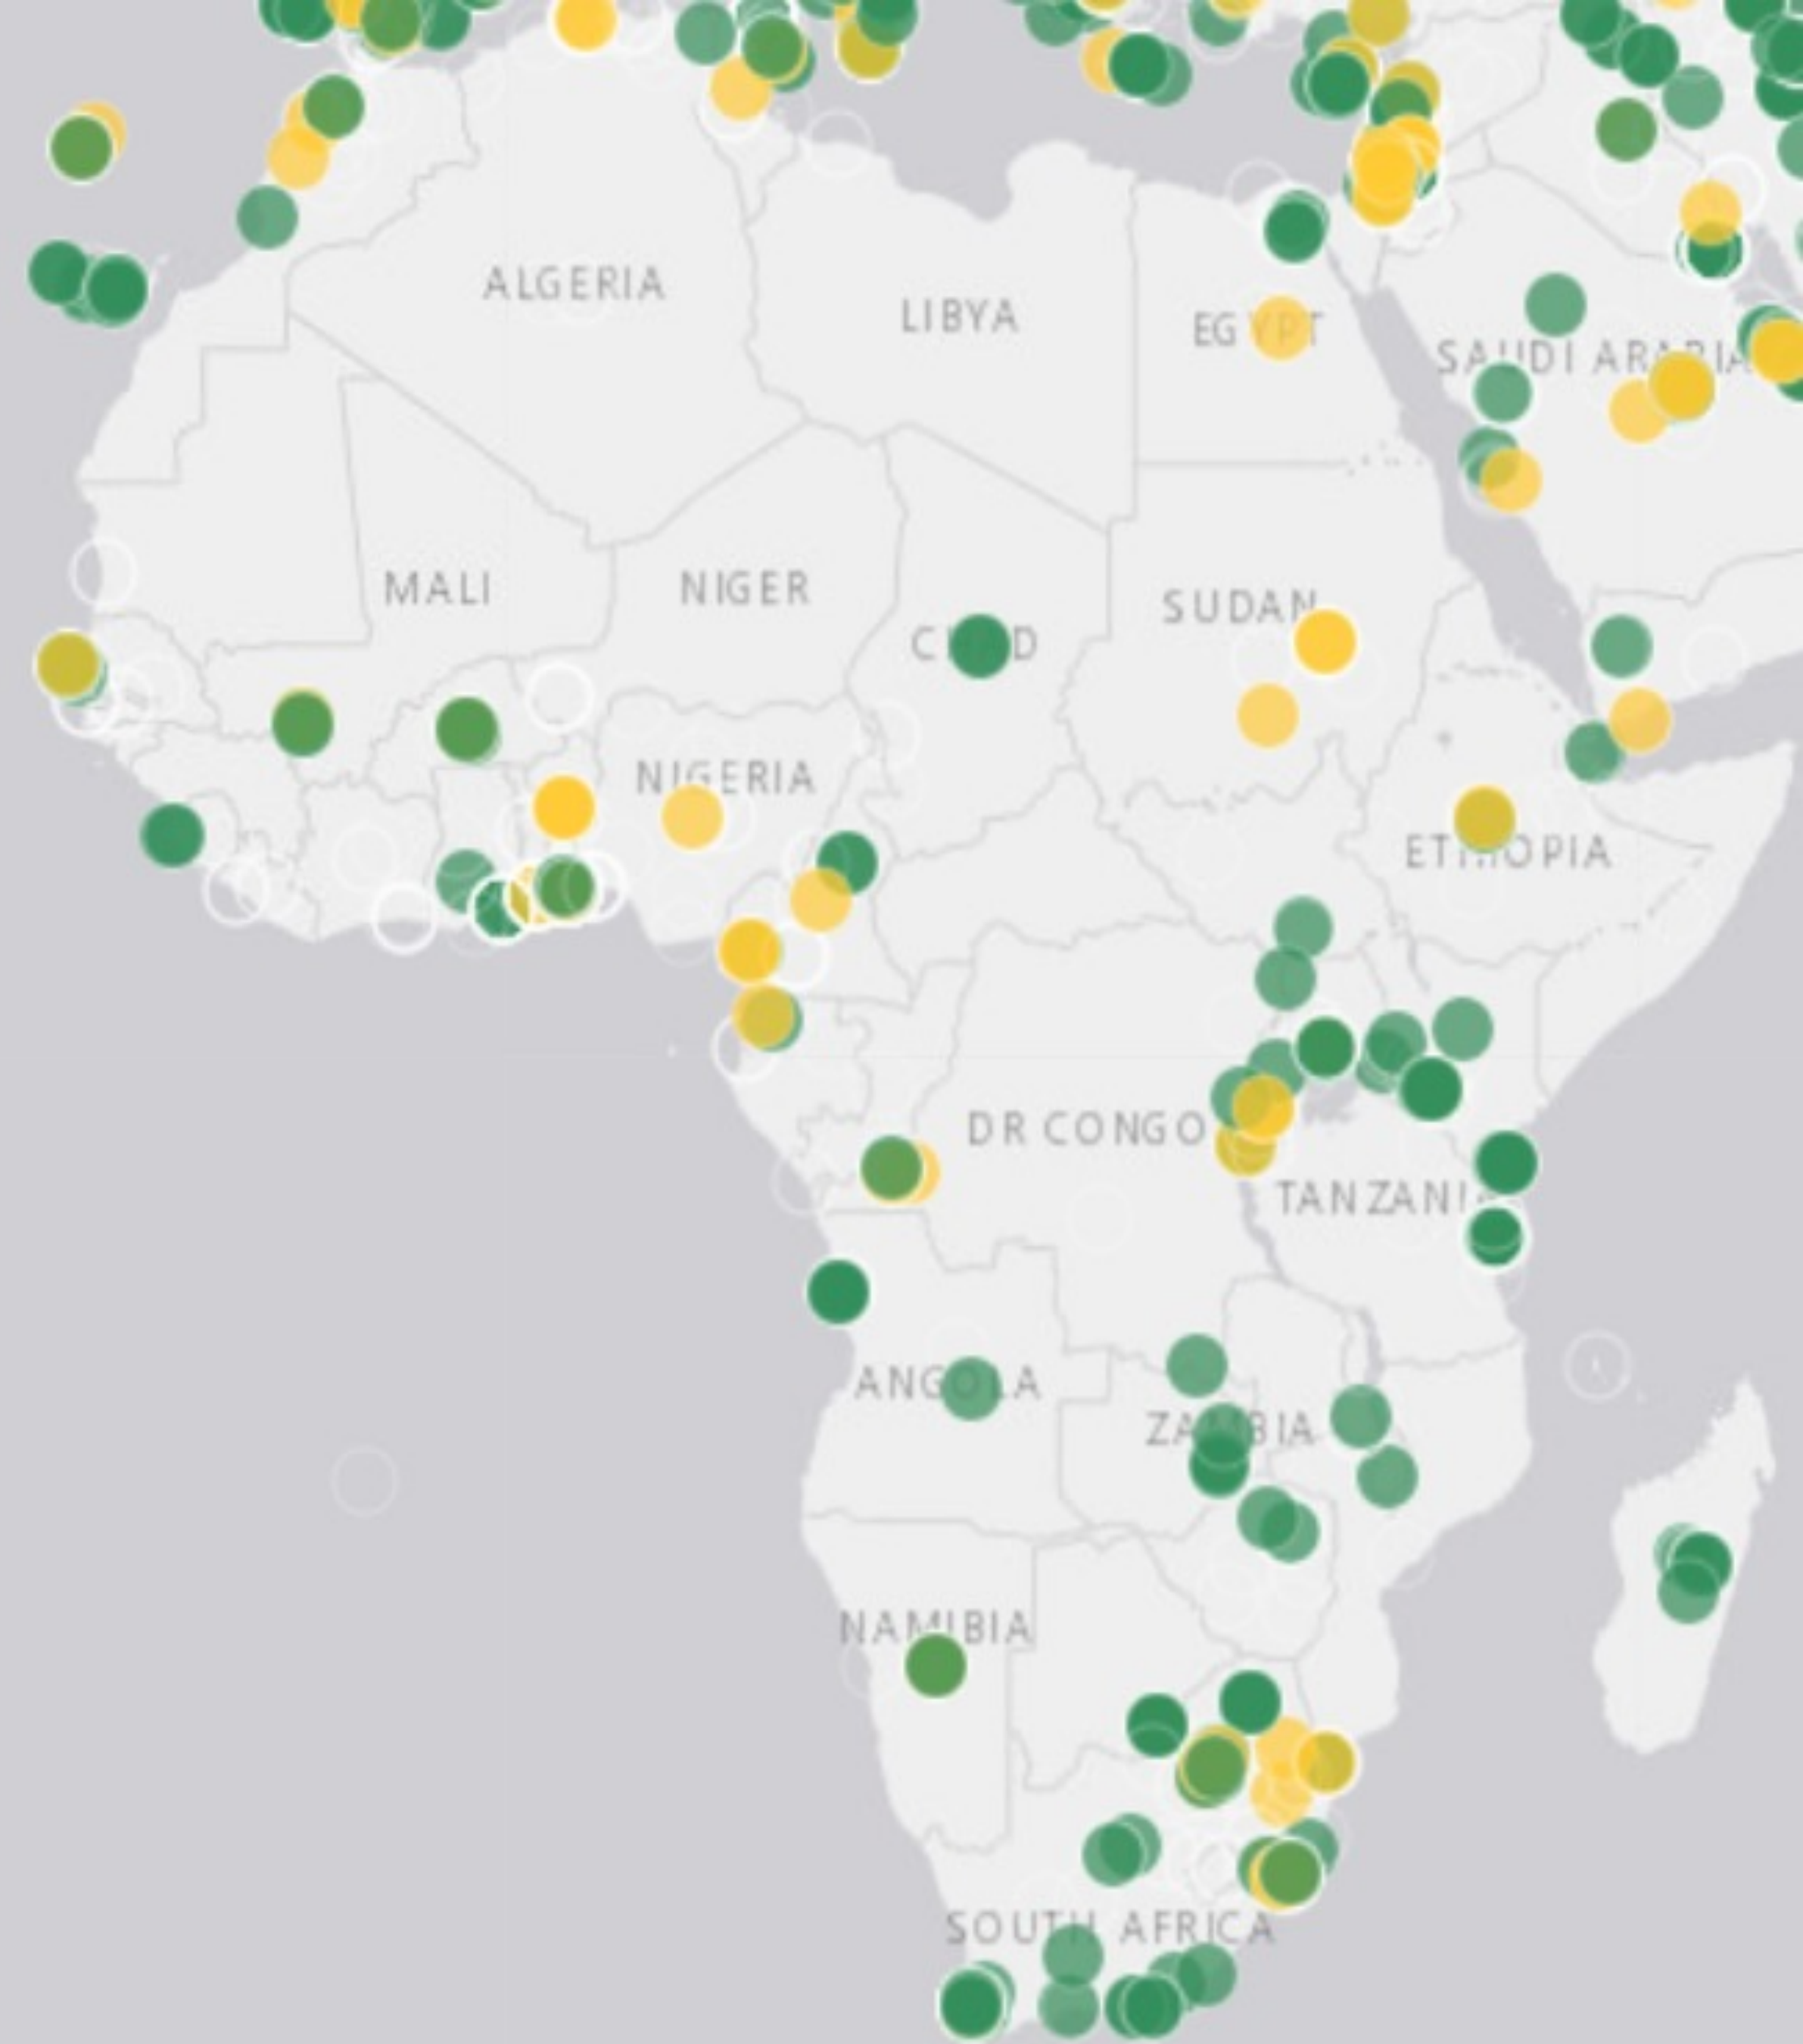 ALGERIA
LIBYA
EGYPT
SAUDI ARABIA
MALI
NIGER
CHAD
SUDAN
NIGERIA
ETHIOPIA
DR CONGO
TANZANIA
ANGOLA
ZAMBIA
NAMIBIA
SOUTH AFRICA